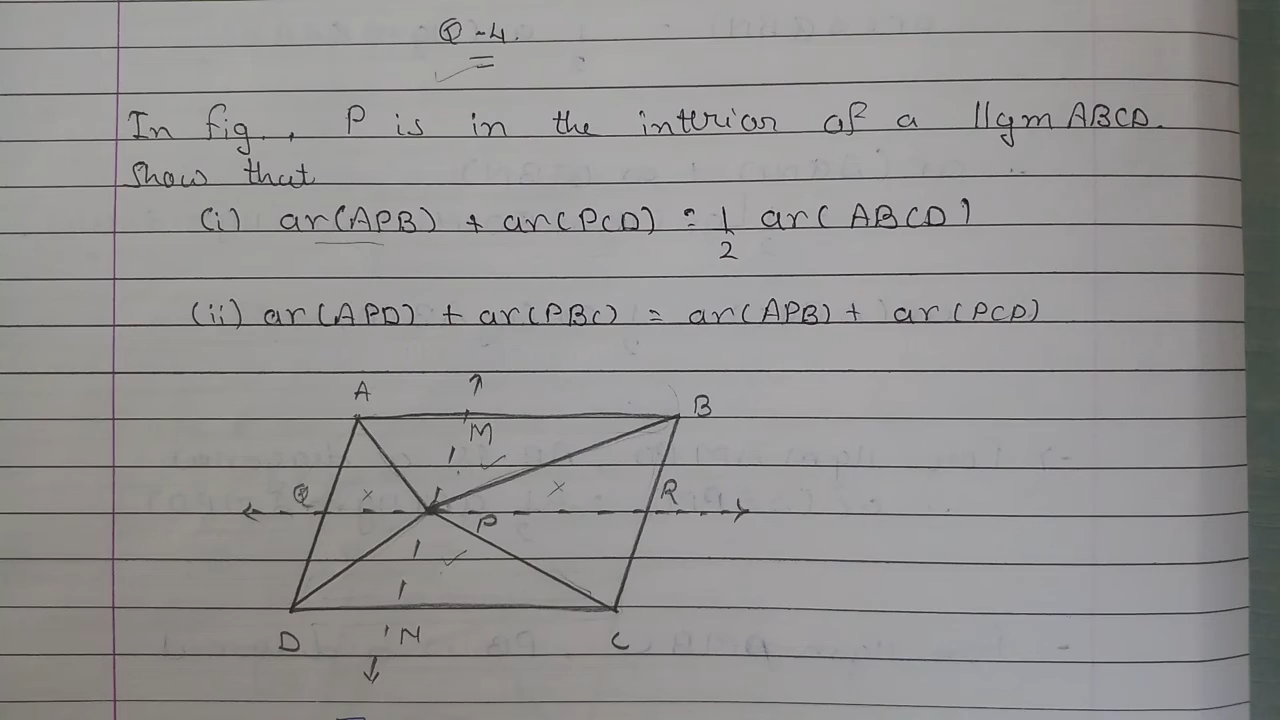 Q-4.
In fig., P is in the interior of a ||gm ABCD.
Show that
(i) ar(APB) + ar(PCD) = 1/2 ar(ABCD)
(ii) ar(APD) + ar(PBC) = ar(APB) + ar(PCD)
A
B
M
Q
R
P
D
N
C